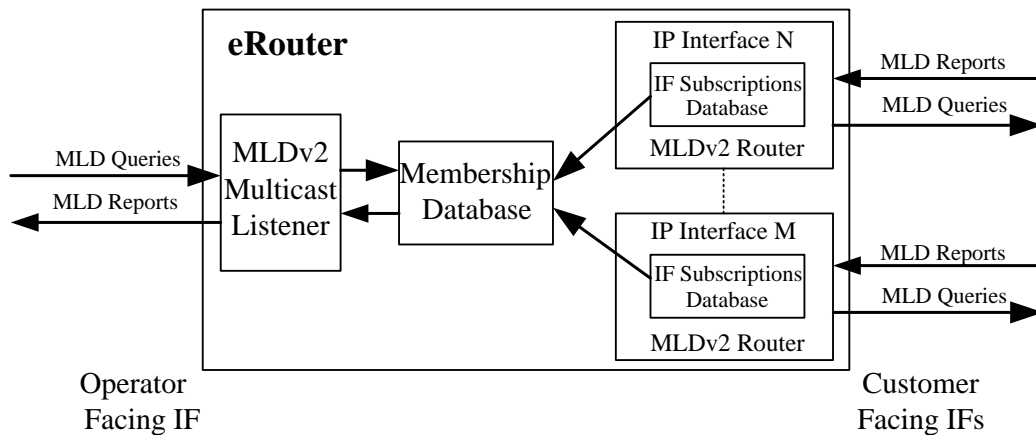 eRouter
IP Interface N
IF Subscriptions
Database
MLDv2 Router
MLD Reports
MLD Queries
MLD Queries
MLD Reports
MLDv2
Multicast
Listener
Membership
Database
IP Interface M
IF Subscriptions
Database
MLDv2 Router
MLD Reports
MLD Queries
Operator
Facing IF
Customer
Facing IFs